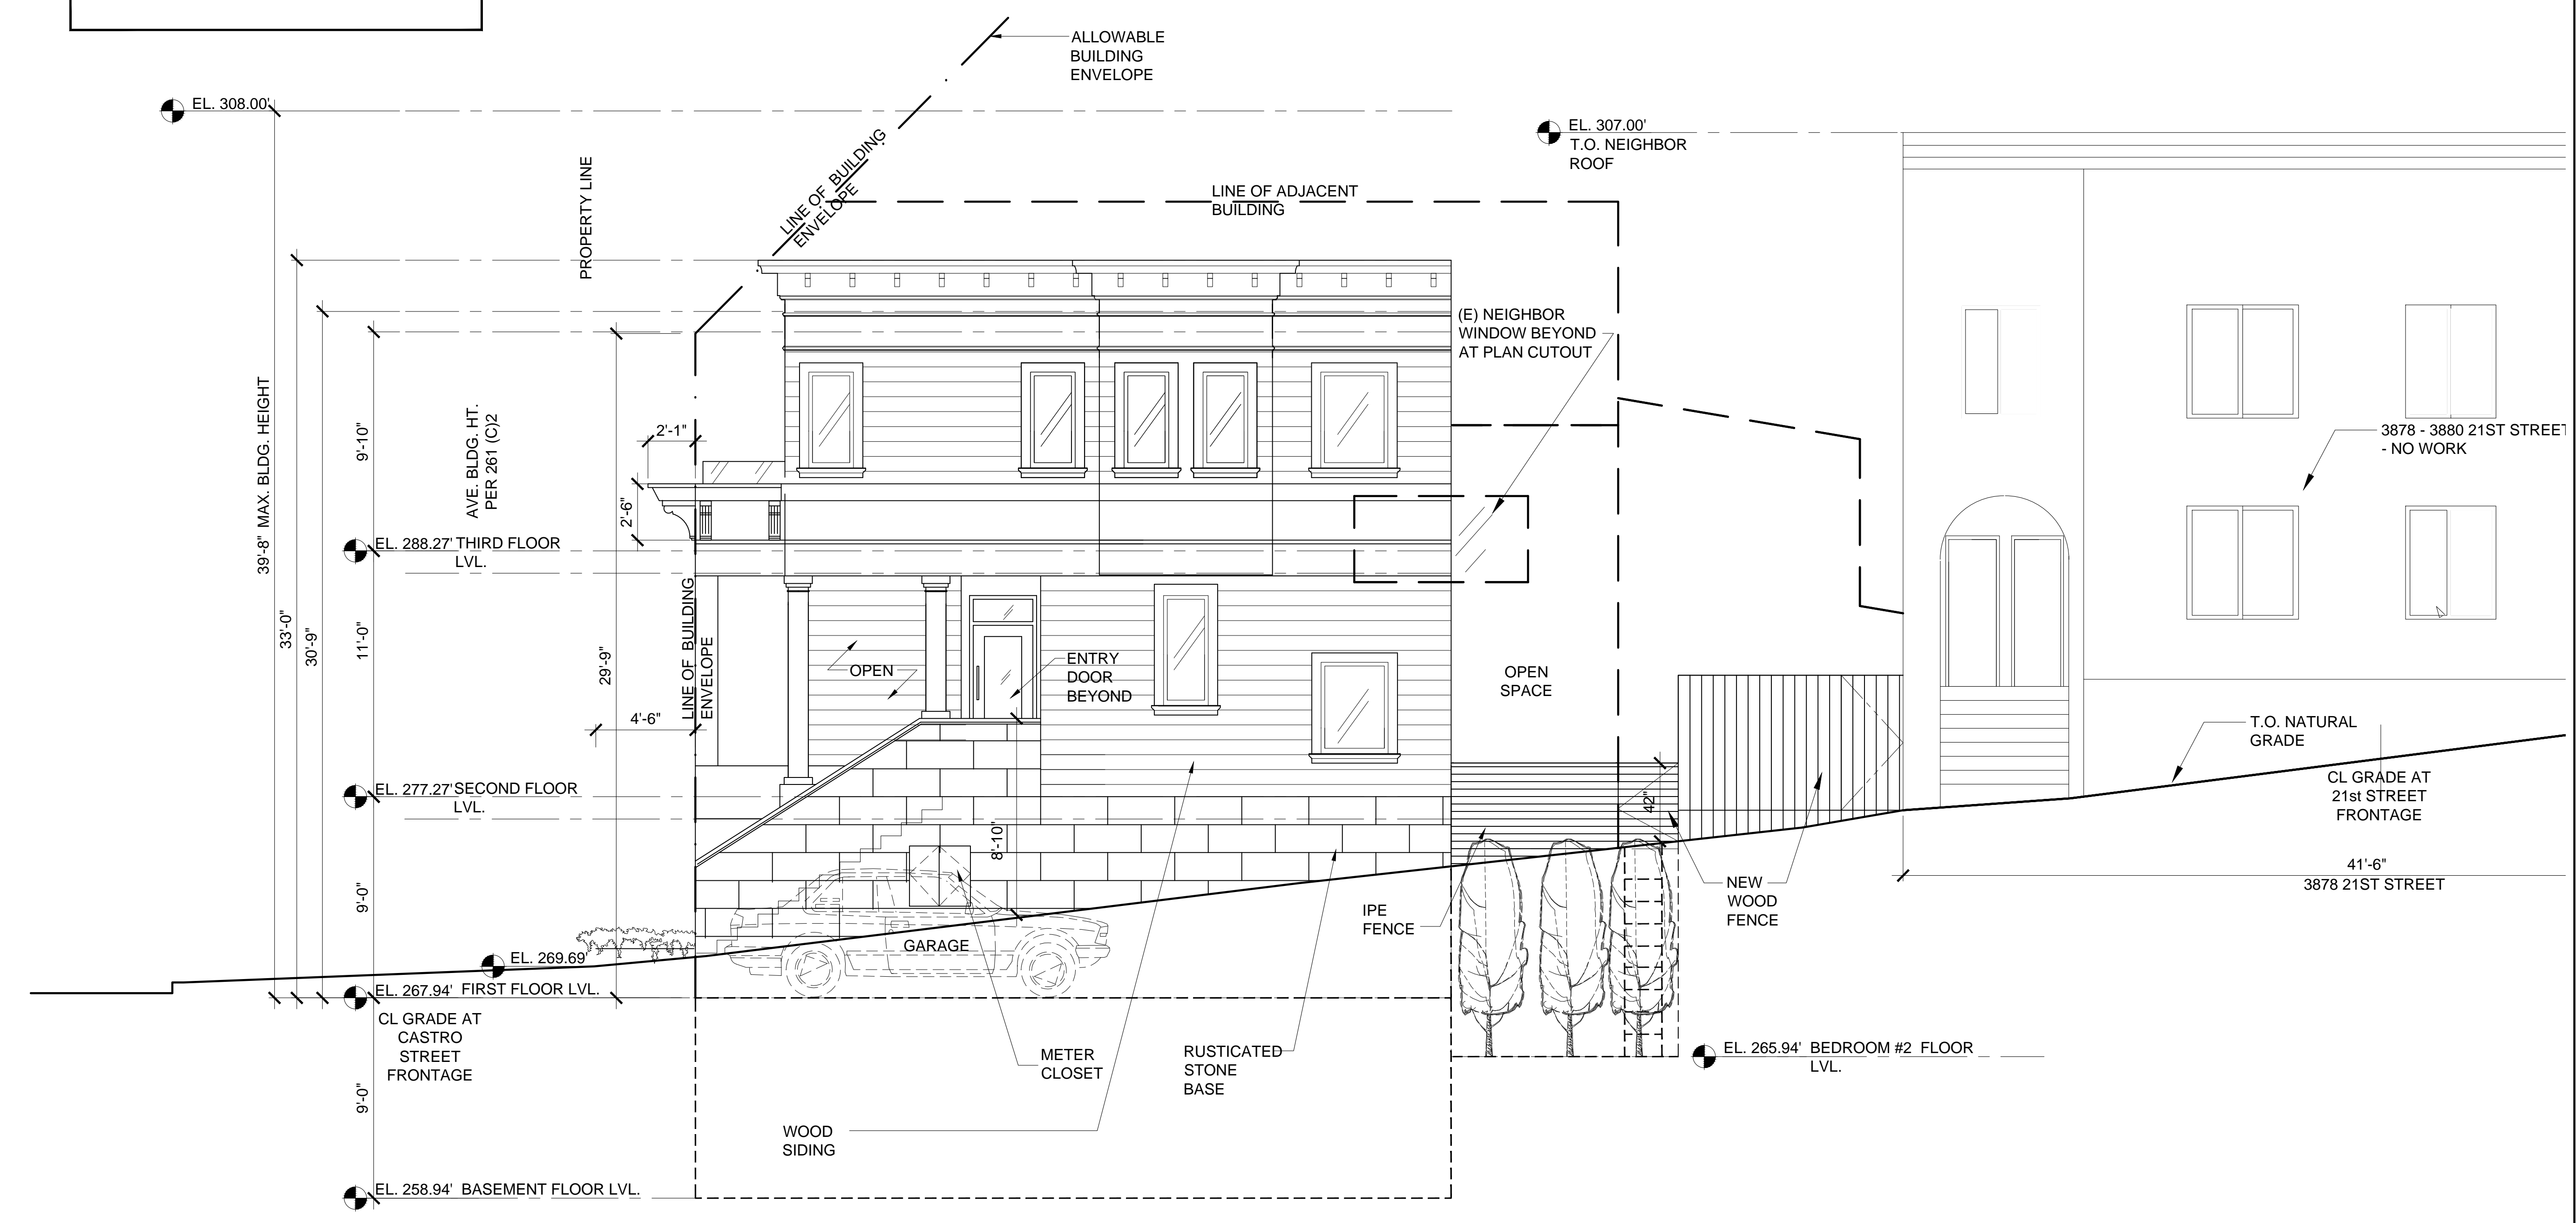 ALLOWABLE
BUILDING
ENVELOPE
EL. 308.00'
EL. 307.00'
T.O. NEIGHBOR
ROOF
PROPERTY LINE
LINE OF BUILDING
ENVELOPE
LINE OF ADJACENT
BUILDING
(E) NEIGHBOR
WINDOW BEYOND
AT PLAN CUTOUT
39'-8" MAX. BLDG. HEIGHT
33'-0"
30'-9"
9'-10"
AVE. BLDG. HT.
PER 261 (C)2
2'-1"
2'-6"
3878 - 3880 21ST STREET
- NO WORK
EL. 288.27' THIRD FLOOR
LVL.
11'-0"
29'-9"
LINE OF BUILDING
ENVELOPE
4'-6"
OPEN
ENTRY
DOOR
BEYOND
OPEN
SPACE
T.O. NATURAL
GRADE
CL GRADE AT
21st STREET
FRONTAGE
EL. 277.27' SECOND FLOOR
LVL.
42"
8'-10"
41'-6"
3878 21ST STREET
9'-0"
NEW
WOOD
FENCE
IPE
FENCE
GARAGE
EL. 269.69'
EL. 267.94' FIRST FLOOR LVL.
CL GRADE AT
CASTRO
STREET
FRONTAGE
METER
CLOSET
RUSTICATED
STONE
BASE
EL. 265.94' BEDROOM #2 FLOOR
LVL.
9'-0"
WOOD
SIDING
EL. 258.94' BASEMENT FLOOR LVL.